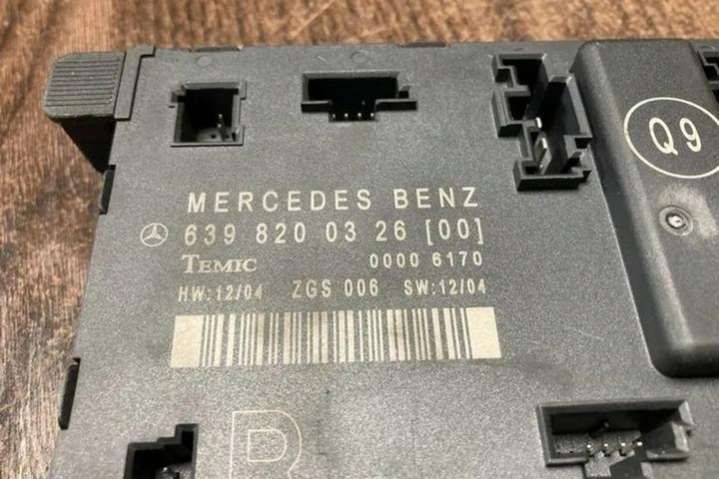 Q9
MERCEDES BENZ
639 820 03 26 [00]
TEMIC 0000 6170
HW:12/04 ZGS 006 SW:12/04
R